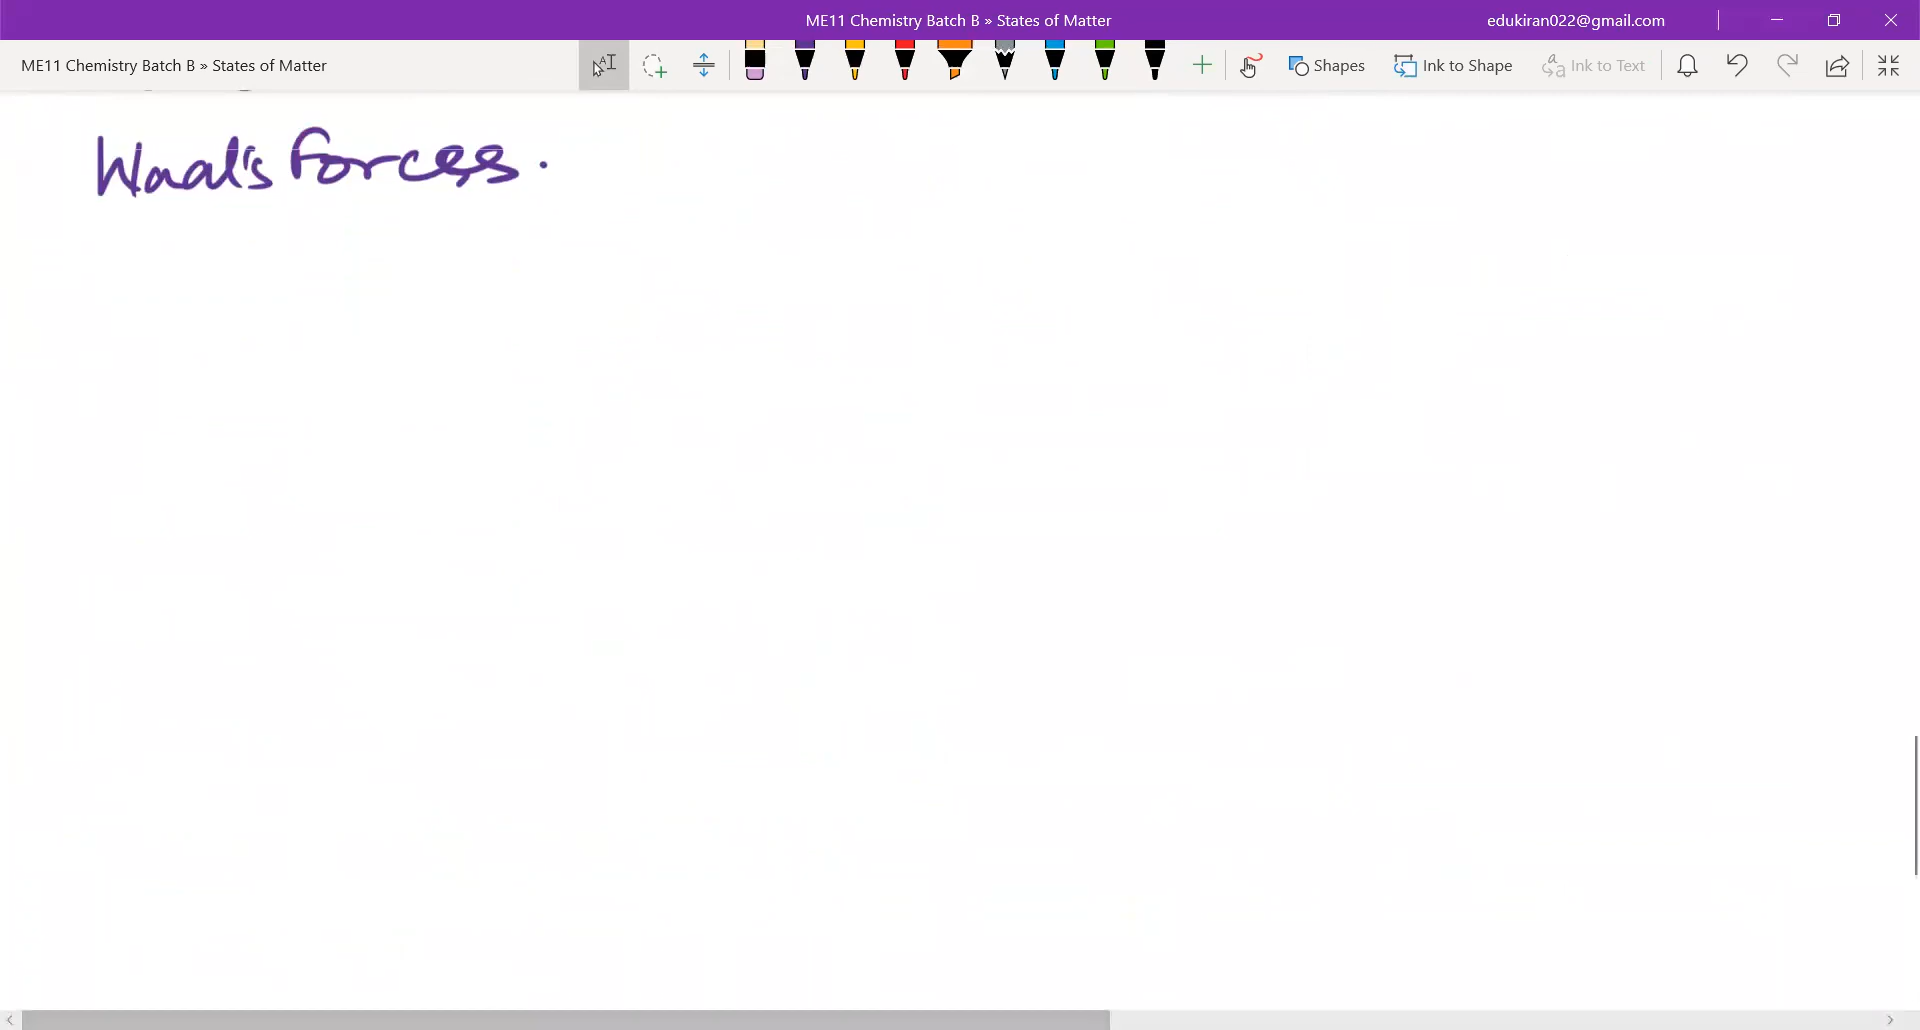 ME11 Chemistry Batch B » States of Matter
edukiran022@gmail.com
ME11 Chemistry Batch B » States of Matter
Shapes
Ink to Shape
Ink to Text
Waal's Forces.